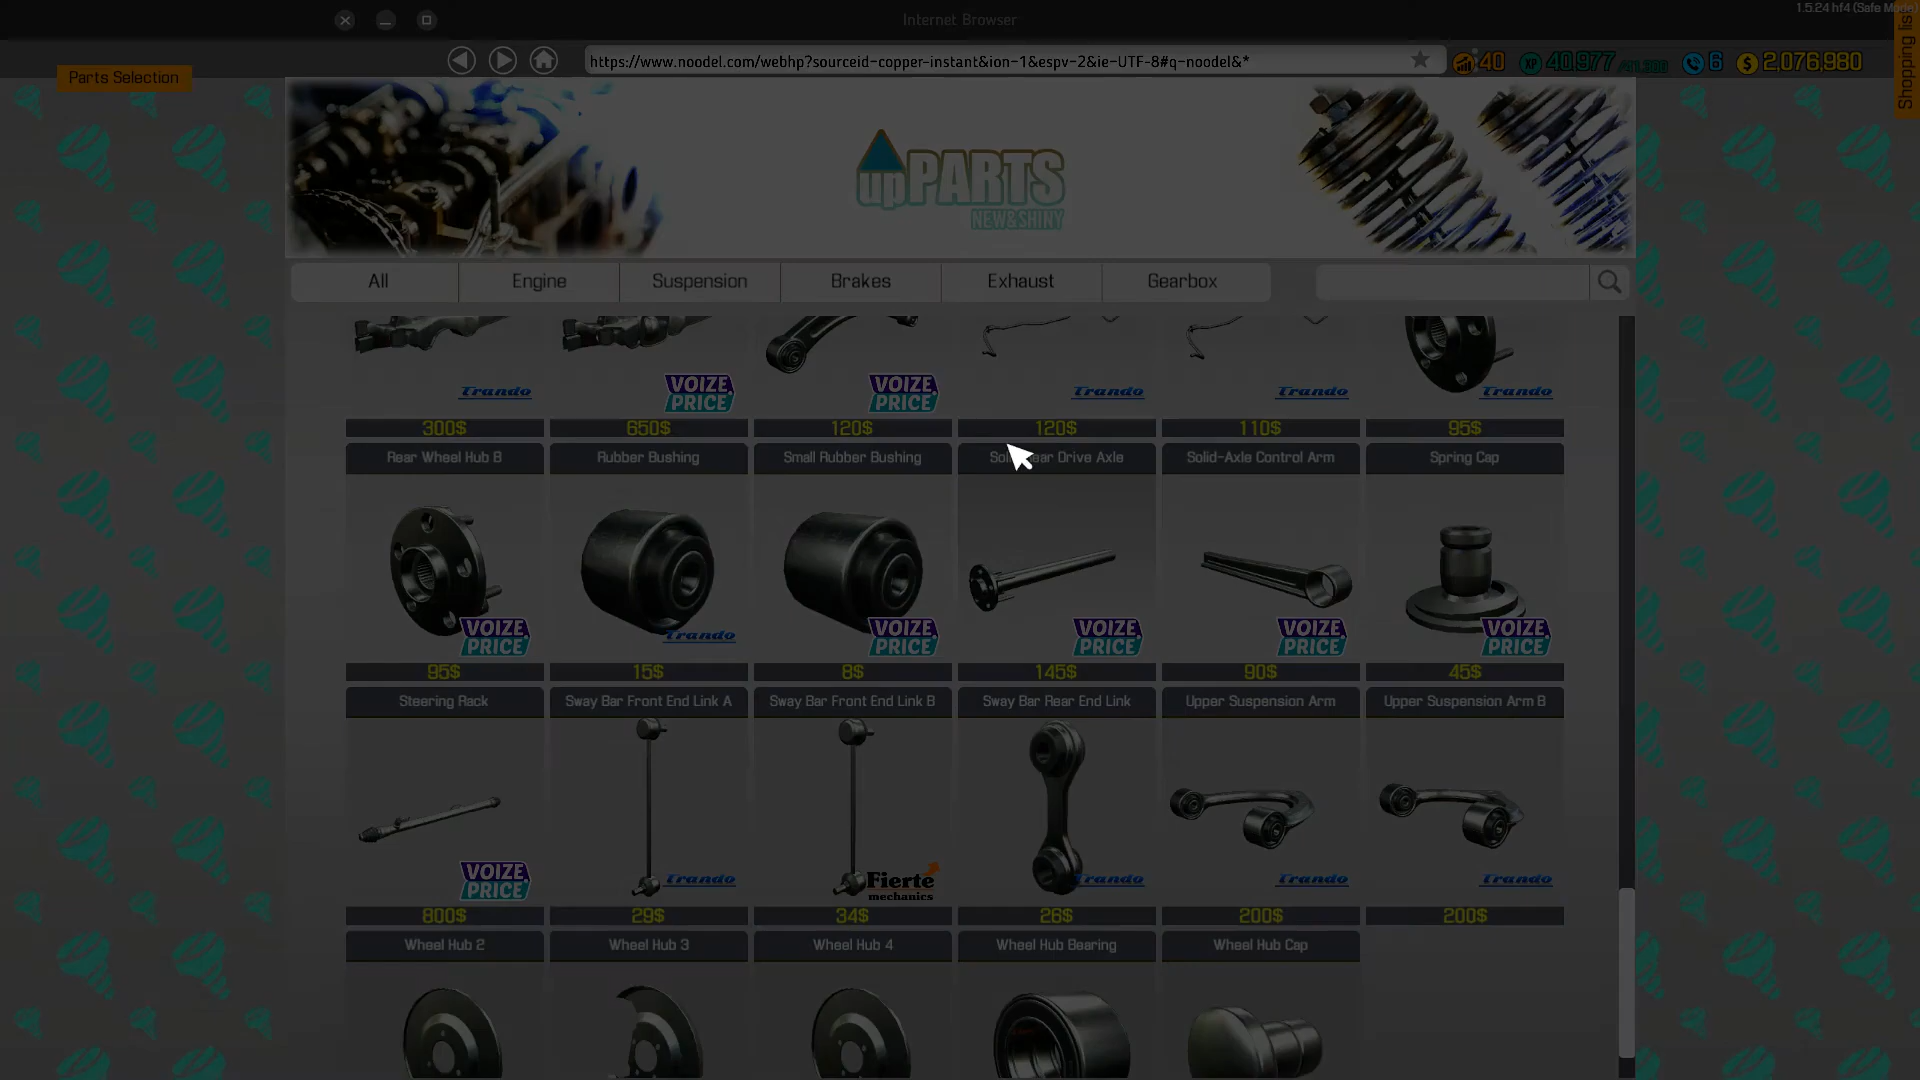 Internet Browser
1.5.24 hf4 (Safe Mode)
Shopping list
Parts Selection
https://www.noodel.com/webhp?sourceid-copper-instant&ion-1&espv-2&ie-UTF-8#q-noodel&*
40
XP 40,977
6
$ 2,076,980
upPARTS
NEW&SHINY
All Engine Suspension Brakes Exhaust Gearbox
Trando VOIZE PRICE VOIZE PRICE Trando Trando Trando
300$ 650$ 120$ 120$ 110$ 95$
Rear Wheel Hub B Rubber Bushing Small Rubber Bushing Drive Axle Solid-Axle Control Arm Spring Cap
VOIZE PRICE Trando VOIZE PRICE VOIZE PRICE VOIZE PRICE VOIZE PRICE
95$ 15$ 8$ 145$ 90$ 45$
Steering Rack Sway Bar Front End Link A Sway Bar Front End Link B Sway Bar Rear End Link Upper Suspension Arm Upper Suspension Arm B
VOIZE PRICE Trando Fierte mechanics Trando Trando Trando
800$ 29$ 34$ 26$ 200$ 200$
Wheel Hub 2 Wheel Hub 3 Wheel Hub 4 Wheel Hub Bearing Wheel Hub Cap